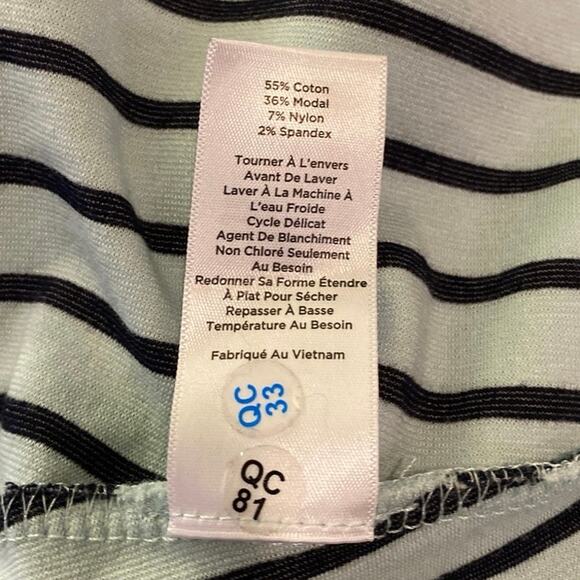 55% Coton
36% Modal
7% Nylon
2% Spandex
Tourner À L'envers
Avant De Laver
Laver À La Machine À
L'eau Froide
Cycle Délicat
Agent De Blanchiment
Non Chloré Seulement
Au Besoin
Redonner Sa Forme Étendre
À Plat Pour Sécher
Repasser À Basse
Température Au Besoin
Fabriqué Au Vietnam
QC
33
QC
81